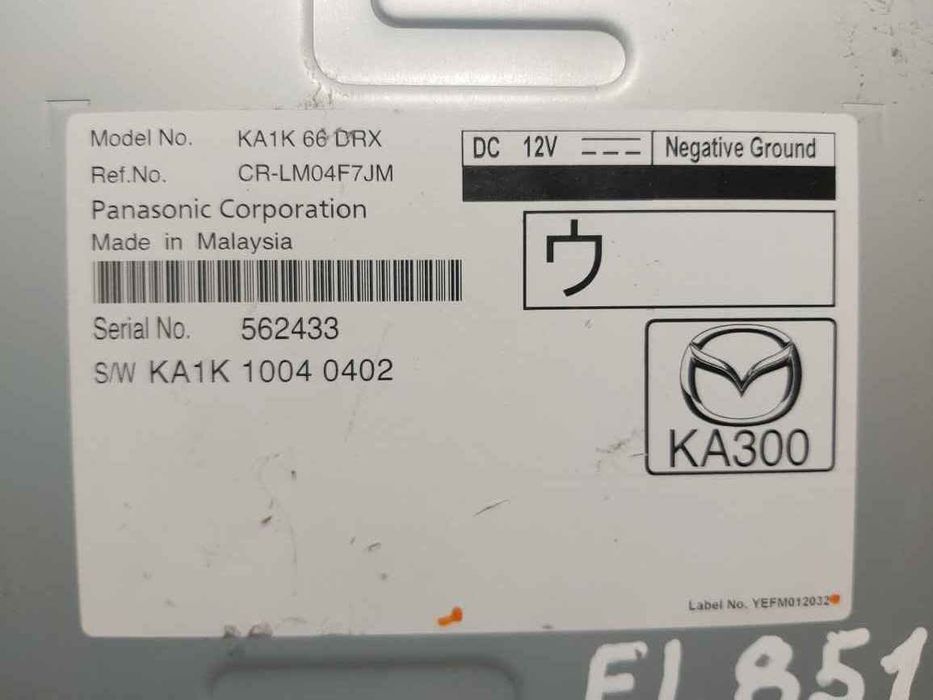 Model No. KA1K 66 DRX
Ref.No. CR-LM04F7JM
Panasonic Corporation
Made in Malaysia
Serial No. 562433
S/W KA1K 1004 0402
DC 12V
Negative Ground
ウ
KA300
Label No. YEFM012032
EL851